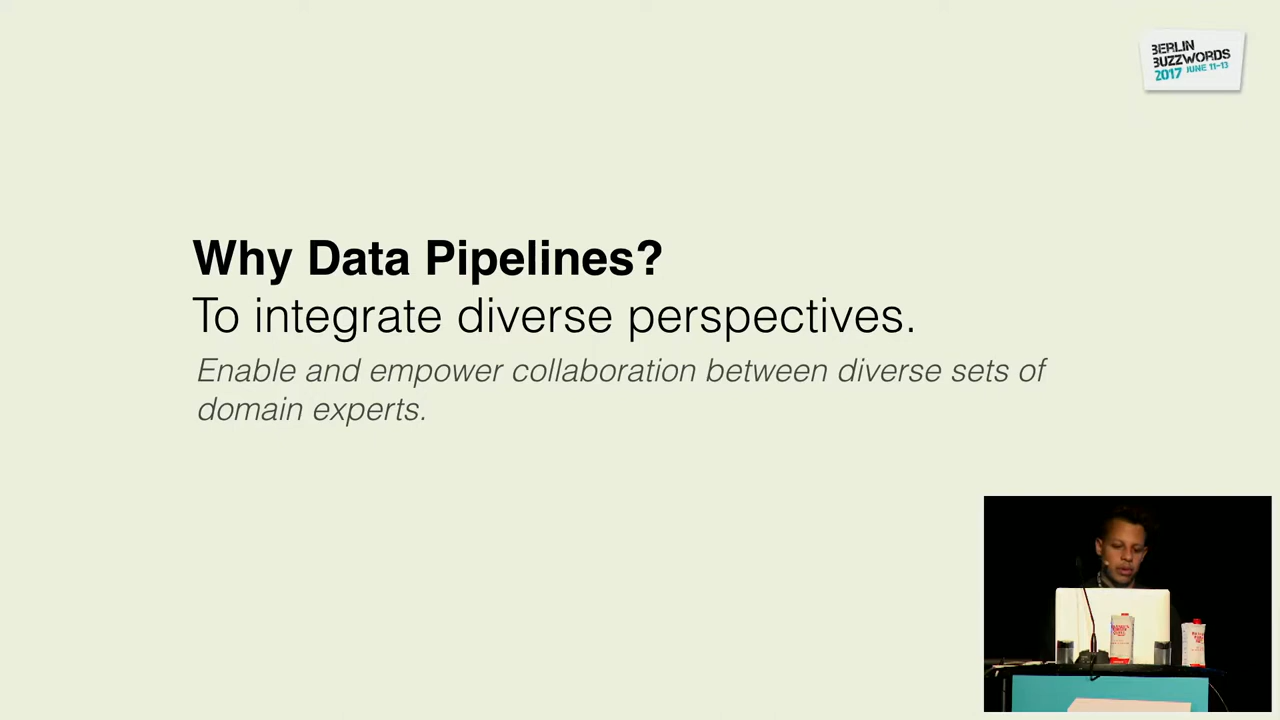 BERLIN
BUZZWORDS
2017 JUNE 11-13
Why Data Pipelines?
To integrate diverse perspectives.
Enable and empower collaboration between diverse sets of
domain experts.